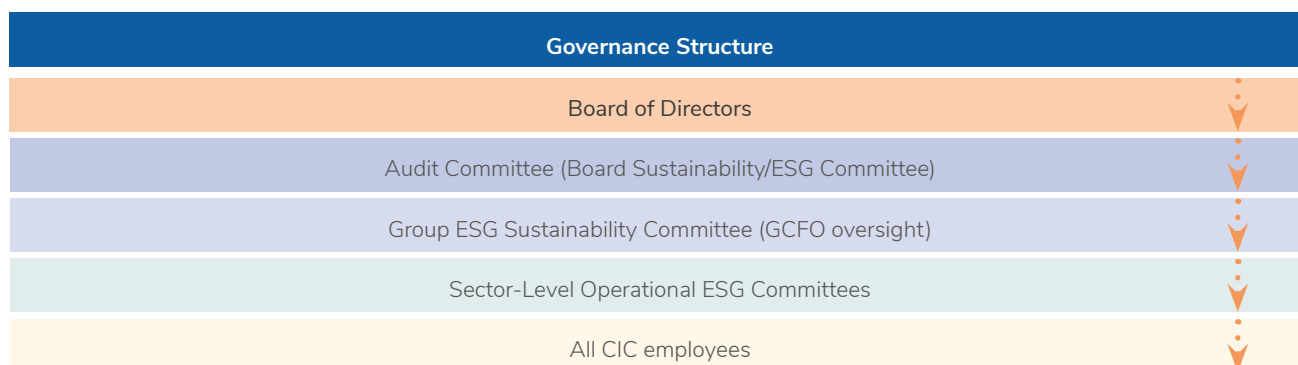 Governance Structure
Board of Directors
Audit Committee (Board Sustainability/ESG Committee)
Group ESG Sustainability Committee (GCFO oversight)
Sector-Level Operational ESG Committees
All CIC employees